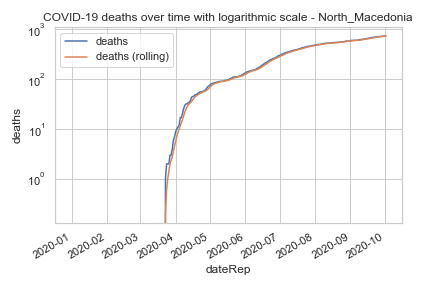 COVID-19 deaths over time with logarithmic scale - North_Macedonia
deaths
deaths (rolling)
10³
10²
10¹
10⁰
deaths
2020-01
2020-02
2020-03
2020-04
2020-05
2020-06
2020-07
2020-08
2020-09
2020-10
dateRep